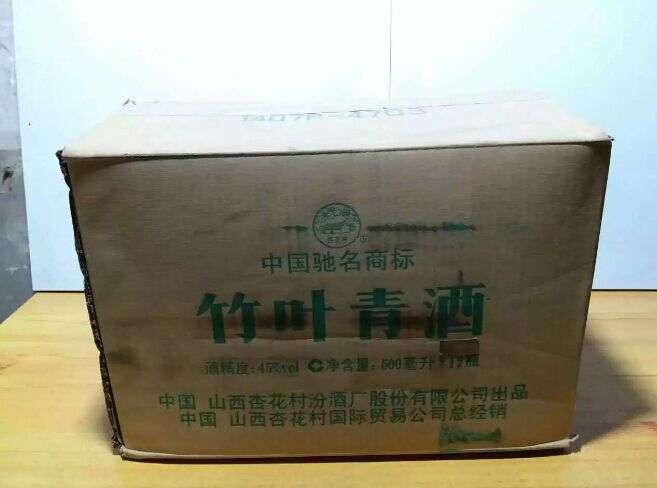 1407P-4703
中国驰名商标
竹叶青酒
酒精度:45%vol 净含量:500毫升*12瓶
中国 山西杏花村汾酒厂股份有限公司出品
中国 山西杏花村国际贸易公司总经销